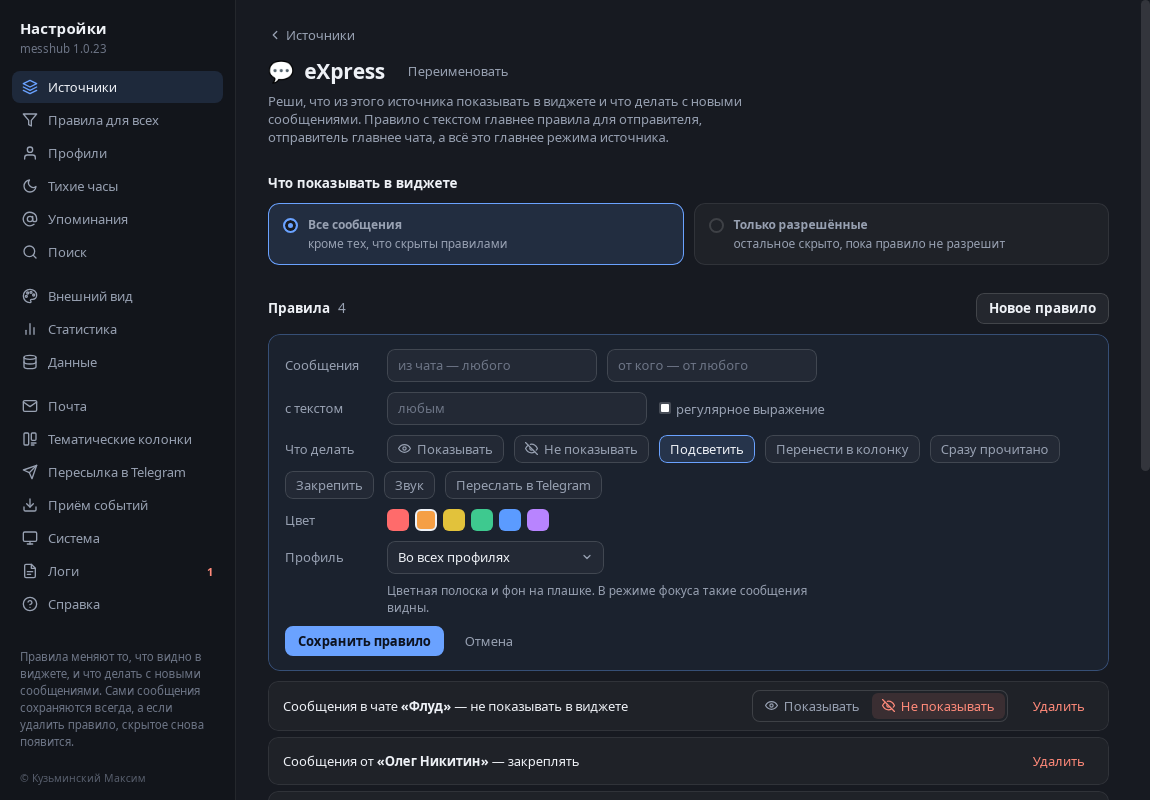 Настройки
messhub 1.0.23
Источники
Правила для всех
Профили
Тихие часы
Упоминания
Поиск
Внешний вид
Статистика
Данные
Почта
Тематические колонки
Пересылка в Telegram
Приём событий
Система
Логи 1
Справка
Правила меняют то, что видно в
виджете, и что делать с новыми
сообщениями. Сами сообщения
сохраняются всегда, а если
удалить правило, скрытое снова
появится.
© Кузьминский Максим
Источники
eXpress Переименовать
Реши, что из этого источника показывать в виджете и что делать с новыми
сообщениями. Правило с текстом главнее правила для отправителя,
отправитель главнее чата, а всё это главнее режима источника.
Что показывать в виджете
Все сообщения
кроме тех, что скрыты правилами
Только разрешённые
остальное скрыто, пока правило не разрешит
Правила 4 Новое правило
Сообщения из чата — любого от кого — от любого
с текстом любым регулярное выражение
Что делать Показывать Не показывать Подсветить Перенести в колонку Сразу прочитано
Закрепить Звук Переслать в Telegram
Цвет
Профиль Во всех профилях
Цветная полоска и фон на плашке. В режиме фокуса такие сообщения
видны.
Сохранить правило Отмена
Сообщения в чате «Флуд» — не показывать в виджете Показывать Не показывать Удалить
Сообщения от «Олег Никитин» — закреплять Удалить